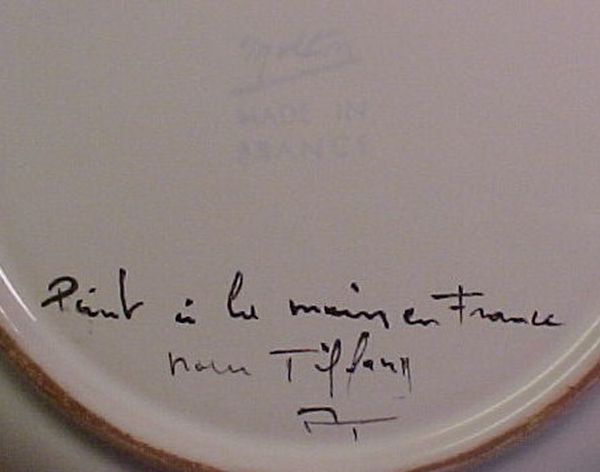 MADE IN
FRANCE
Peint à la main en France
pour Tiffany